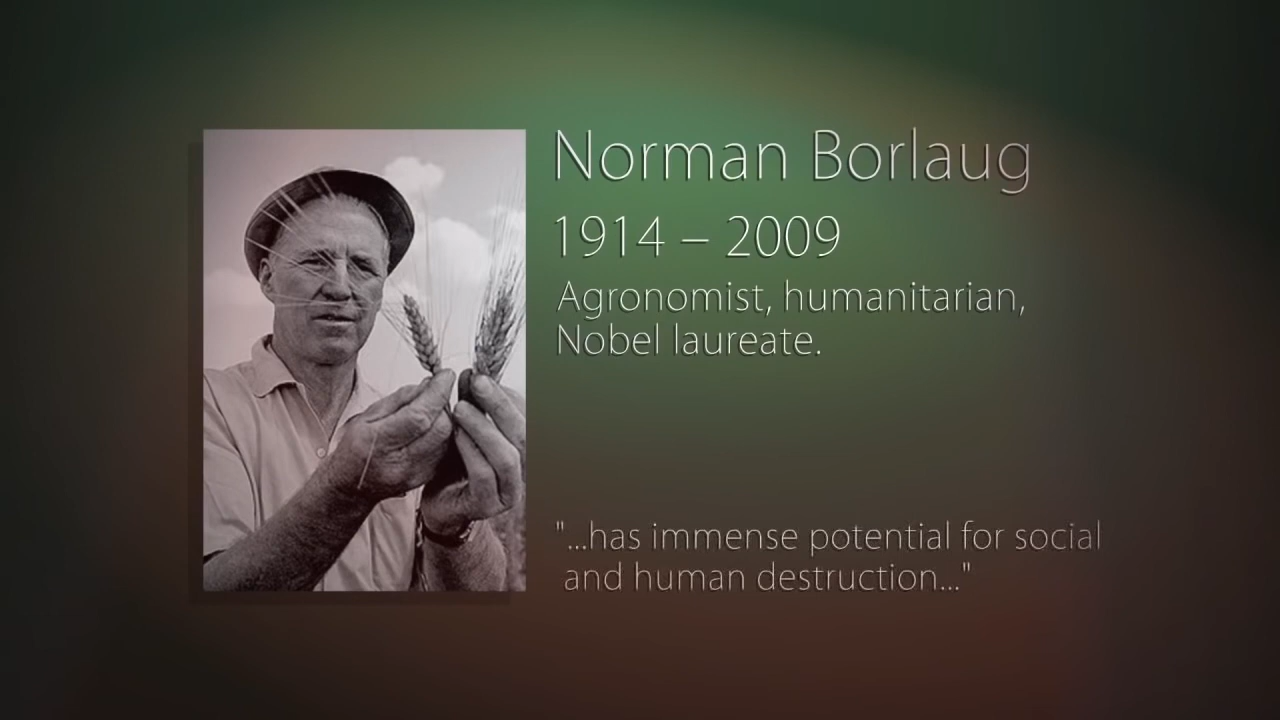 Norman Borlaug
1914 – 2009
Agronomist, humanitarian,
Nobel laureate.
"...has immense potential for social
and human destruction..."